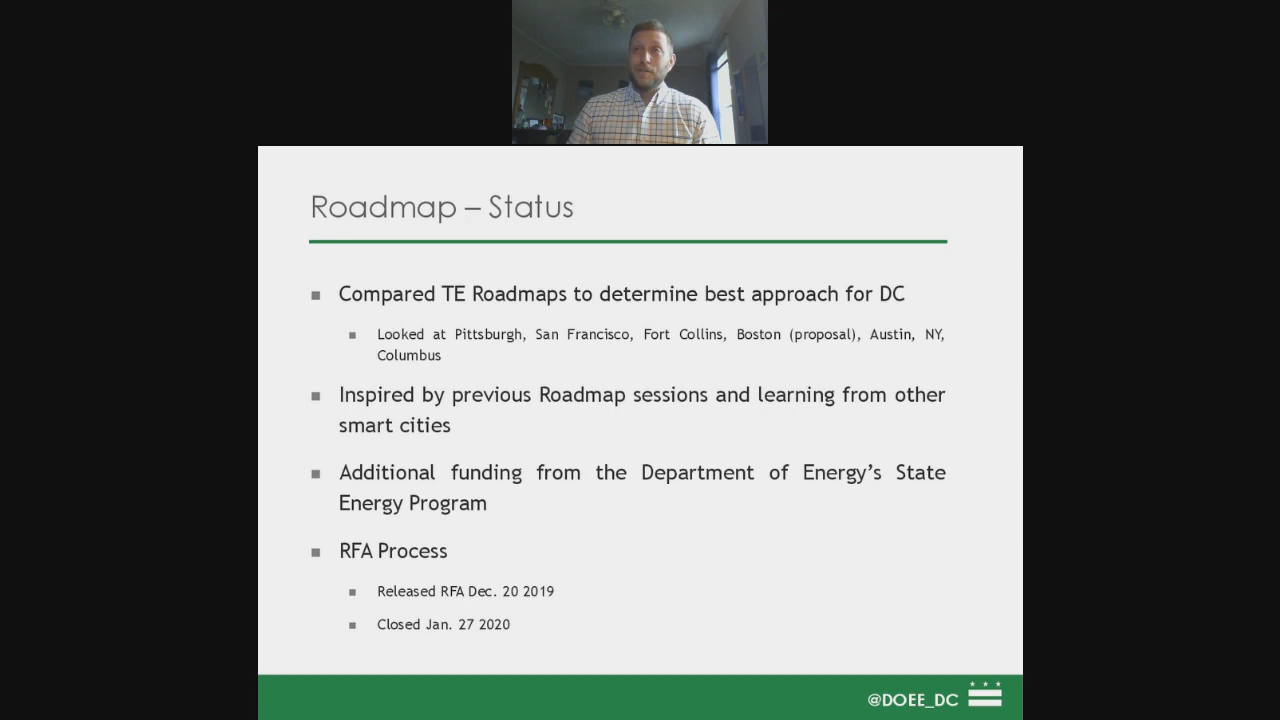 Roadmap – Status
Compared TE Roadmaps to determine best approach for DC
Looked at Pittsburgh, San Francisco, Fort Collins, Boston (proposal), Austin, NY,
Columbus
Inspired by previous Roadmap sessions and learning from other
smart cities
Additional funding from the Department of Energy’s State
Energy Program
RFA Process
Released RFA Dec. 20 2019
Closed Jan. 27 2020
@DOEE_DC